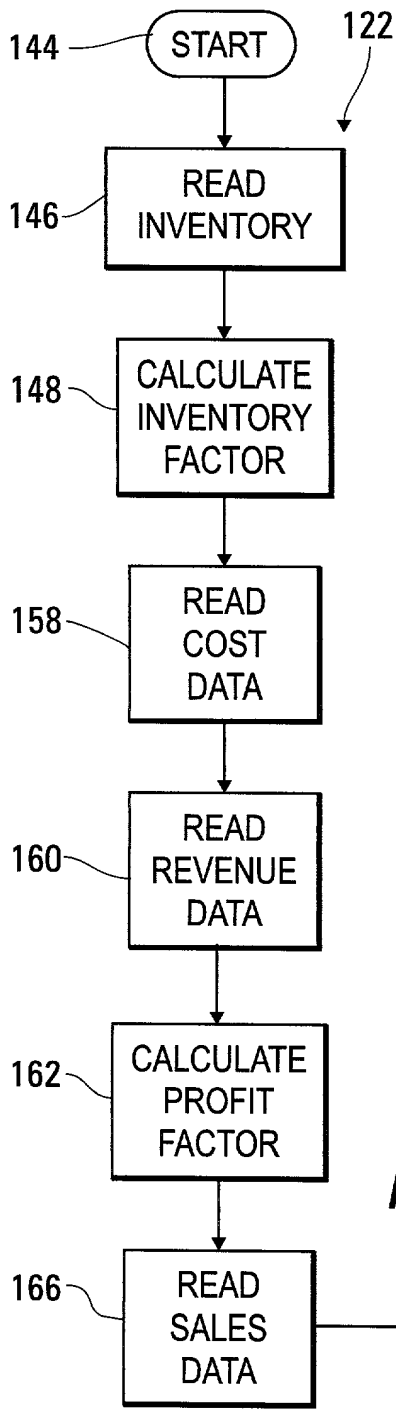 144
START
122
146
READ
INVENTORY
148
CALCULATE
INVENTORY
FACTOR
158
READ
COST
DATA
160
READ
REVENUE
DATA
162
CALCULATE
PROFIT
FACTOR
166
READ
SALES
DATA